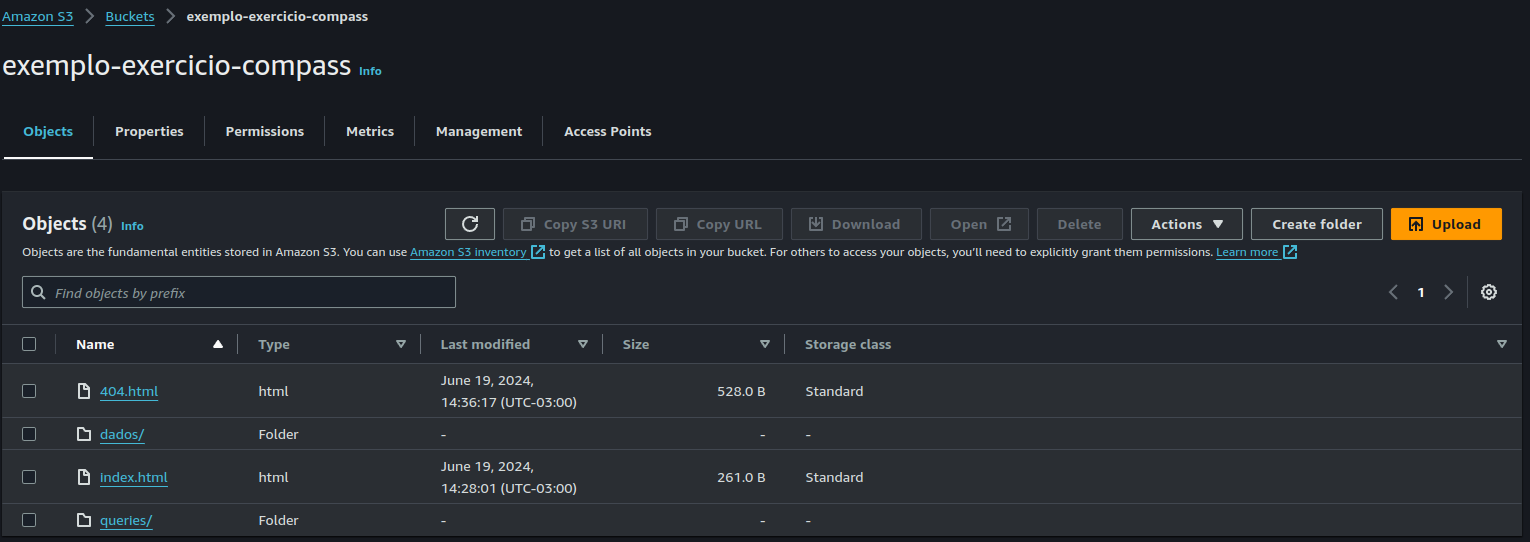 Amazon S3 > Buckets > exemplo-exercicio-compass
exemplo-exercicio-compass Info
Objects Properties Permissions Metrics Management Access Points
Objects (4) Info Copy S3 URI Copy URL Download Open Delete Actions Create folder Upload
Objects are the fundamental entities stored in Amazon S3. You can use Amazon S3 inventory to get a list of all objects in your bucket. For others to access your objects, you'll need to explicitly grant them permissions. Learn more
Find objects by prefix 1
Name Type Last modified Size Storage class
404.html html June 19, 2024, 14:36:17 (UTC-03:00) 528.0 B Standard
dados/ Folder - - -
index.html html June 19, 2024, 14:28:01 (UTC-03:00) 261.0 B Standard
queries/ Folder - - -